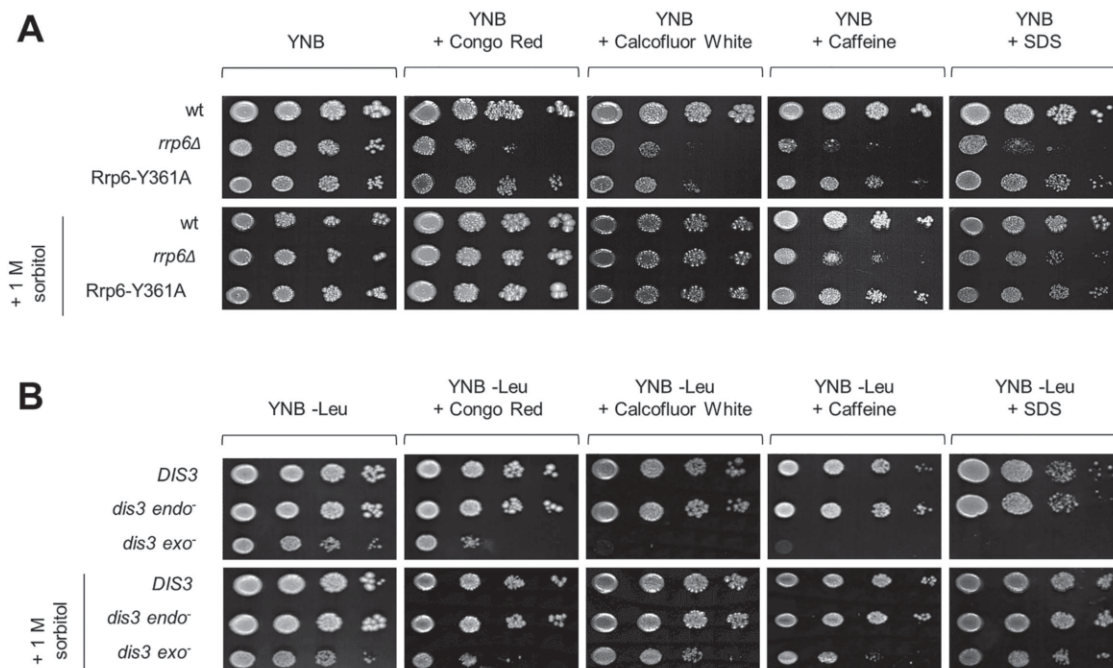 A
YNB
YNB
+ Congo Red
YNB
+ Calcofluor White
YNB
+ Caffeine
YNB
+ SDS
wt
rrp6Δ
Rrp6-Y361A
+ 1 M
sorbitol
wt
rrp6Δ
Rrp6-Y361A
B
YNB -Leu
YNB -Leu
+ Congo Red
YNB -Leu
+ Calcofluor White
YNB -Leu
+ Caffeine
YNB -Leu
+ SDS
DIS3
dis3 endo⁻
dis3 exo⁻
+ 1 M
sorbitol
DIS3
dis3 endo⁻
dis3 exo⁻